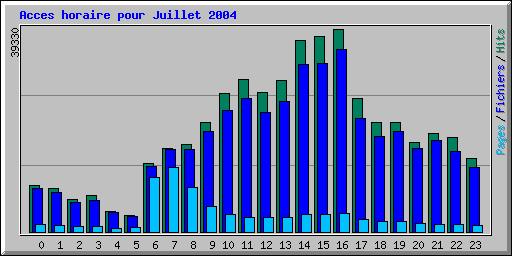 Acces horaire pour Juillet 2004
39330
Pages / Fichiers / Hits
0 1 2 3 4 5 6 7 8 9 10 11 12 13 14 15 16 17 18 19 20 21 22 23